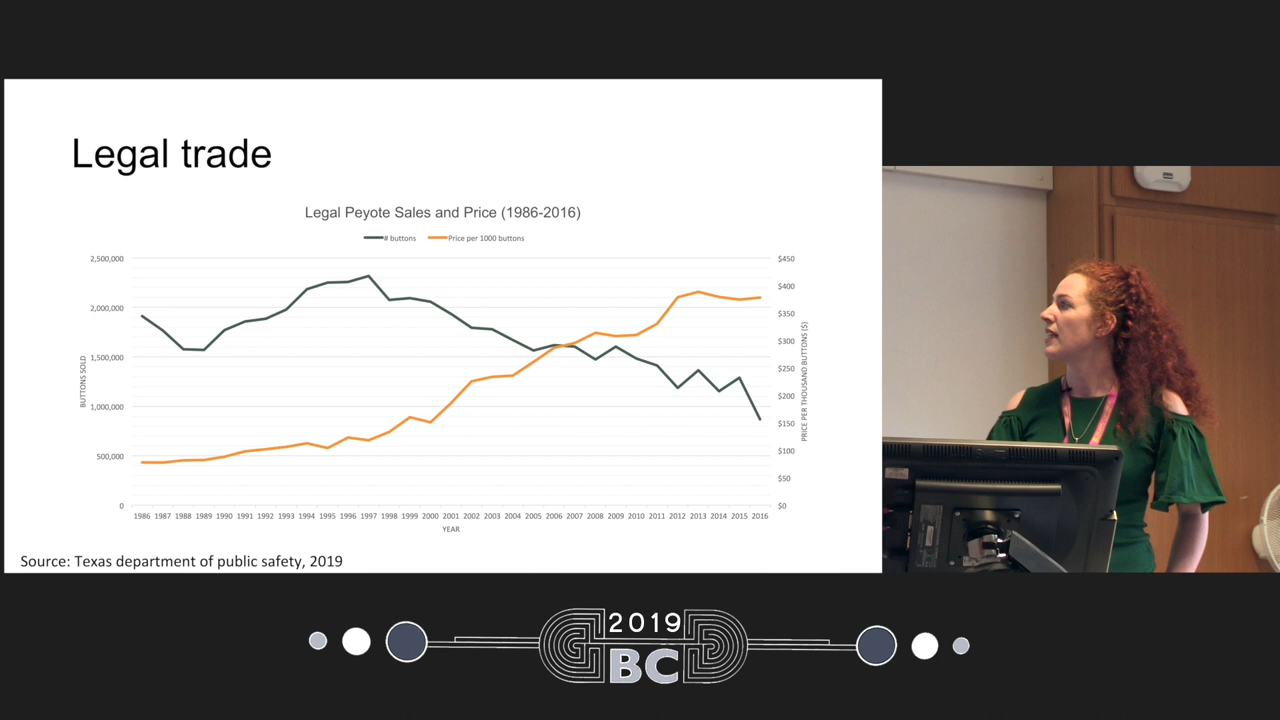 Legal trade
Legal Peyote Sales and Price (1986-2016)
# buttons Price per 1000 buttons
2,500,000
2,000,000
1,500,000
1,000,000
500,000
0
BUTTONS SOLD
$450
$400
$350
$300
$250
$200
$150
$100
$50
$0
PRICE PER THOUSAND BUTTONS ($)
1986 1987 1988 1989 1990 1991 1992 1993 1994 1995 1996 1997 1998 1999 2000 2001 2002 2003 2004 2005 2006 2007 2008 2009 2010 2011 2012 2013 2014 2015 2016
YEAR
Source: Texas department of public safety, 2019
2019
BC